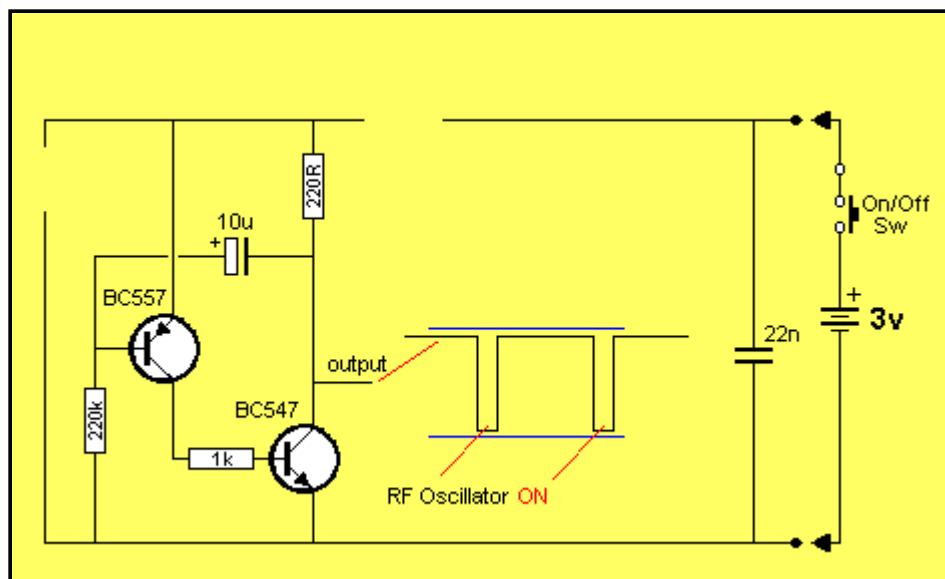 220R
10u
+
On/Off
Sw
BC557
+
3v
22n
output
BC547
220k
1k
RF Oscillator ON